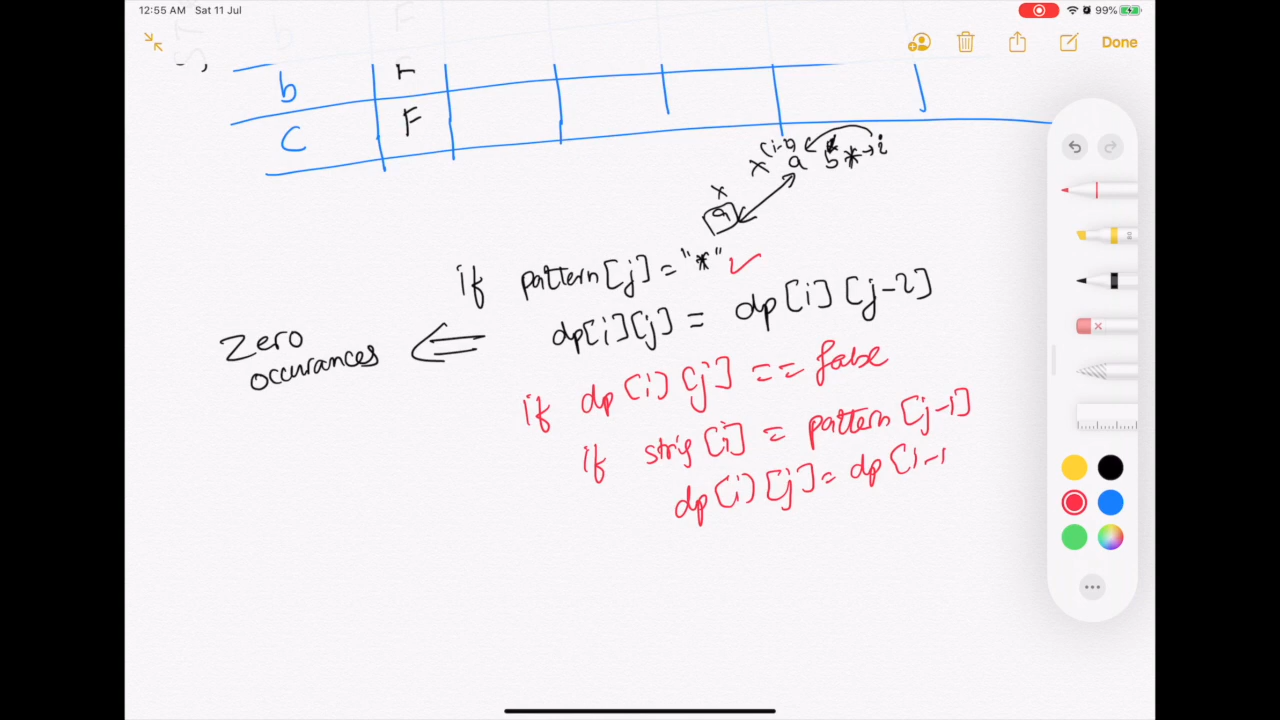 12:55 AM Sat 11 Jul
99%
Done
b
F
C
F
x a b * → i
x
a
if pattern[j] = "*" ✓
Zero occurances
dp[i][j] = dp[i][j-2]
if dp[i][j] == false
if strig[i] = pattern[j-1]
dp[i][j] = dp[i-1